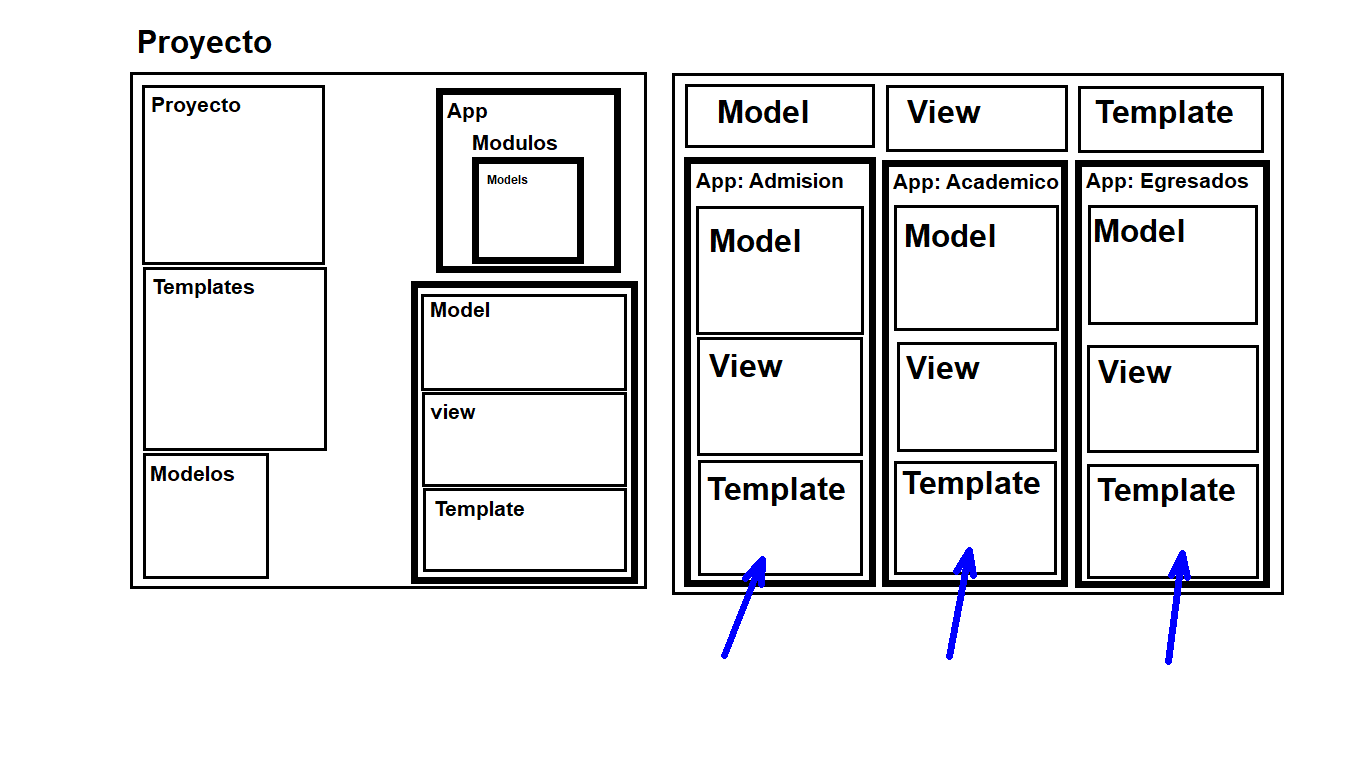 Proyecto
Proyecto
Templates
Modelos
App
Modulos
Models
Model
view
Template
Model
View
Template
App: Admision
Model
View
Template
App: Academico
Model
View
Template
App: Egresados
Model
View
Template